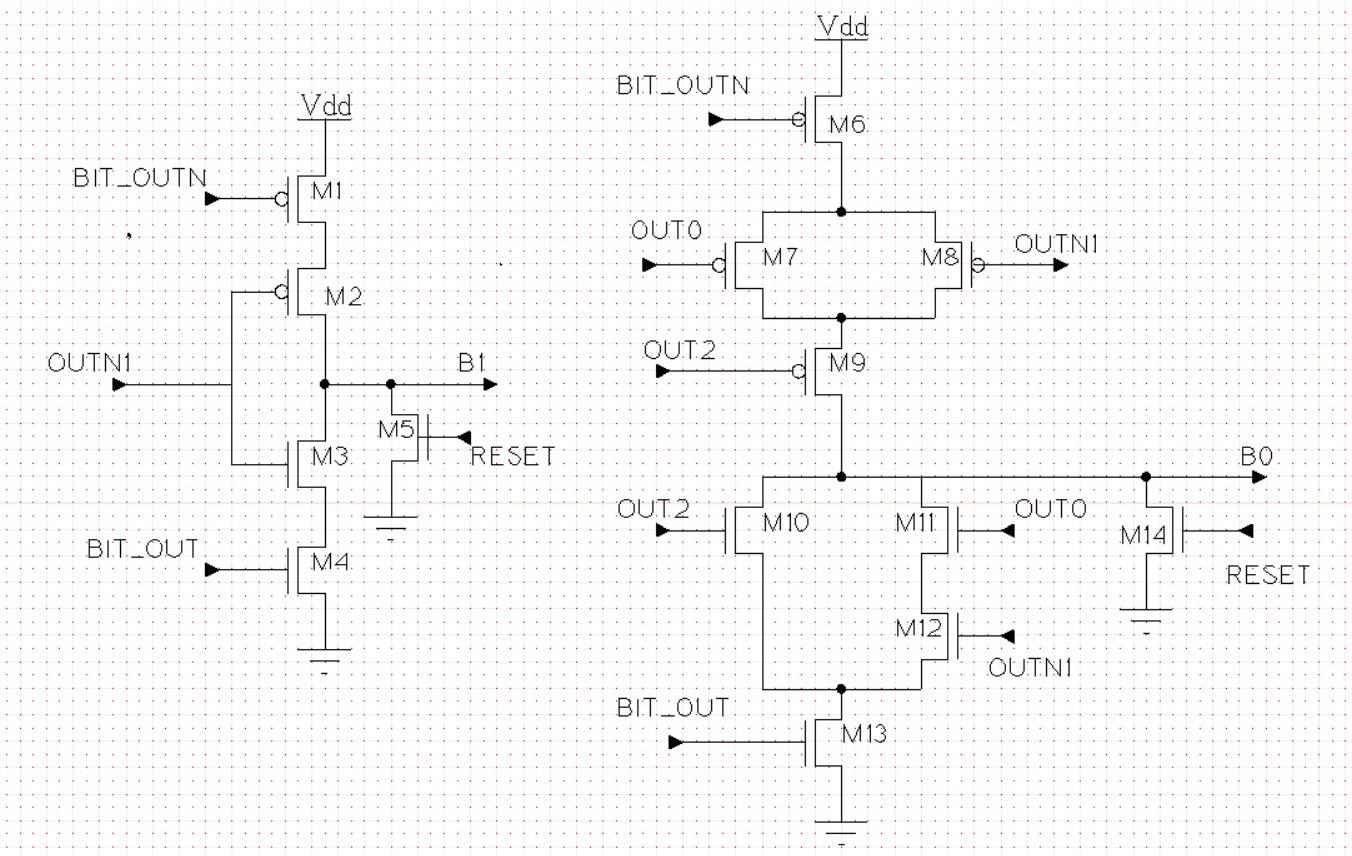 Vdd
BIT_OUTN
M1
M2
OUTN1
B1
M5
RESET
M3
BIT_OUT
M4
Vdd
BIT_OUTN
M6
OUT0
M7
M8
OUTN1
OUT2
M9
B0
OUT2
M10
M11
OUT0
M14
RESET
M12
OUTN1
BIT_OUT
M13